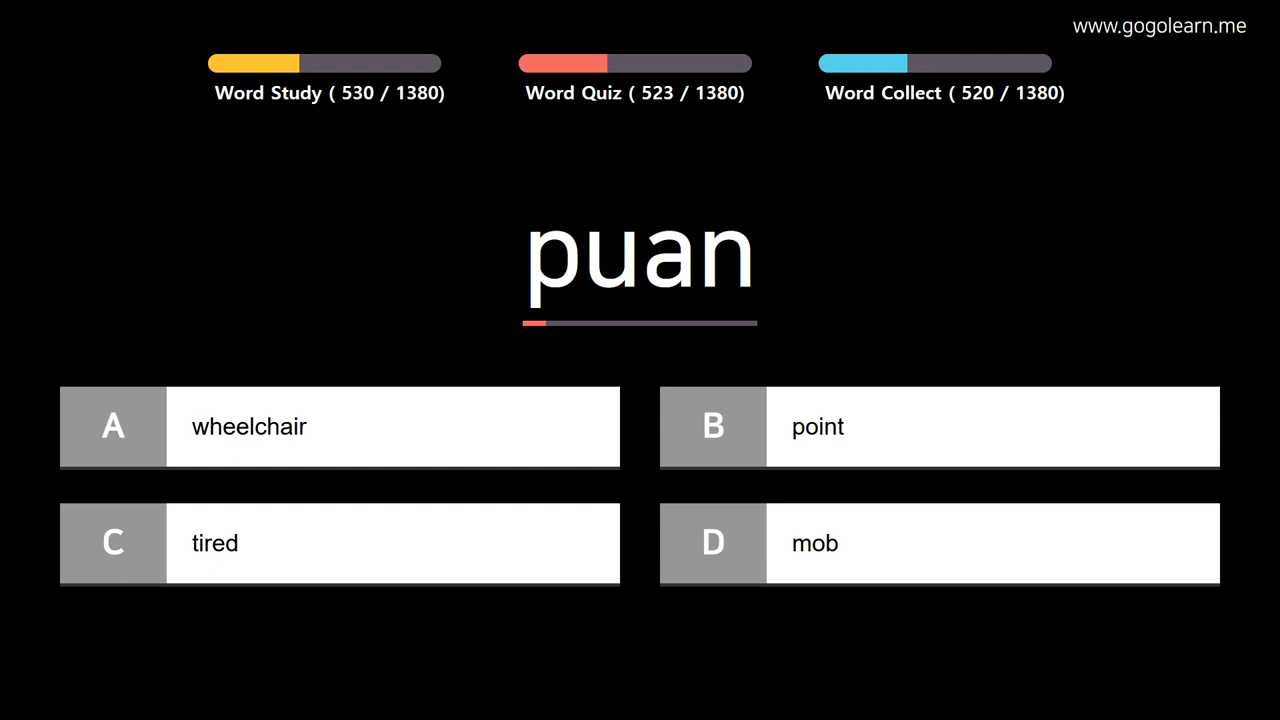 www.gogolearn.me
Word Study ( 530 / 1380)
Word Quiz ( 523 / 1380)
Word Collect ( 520 / 1380)
puan
A wheelchair
B point
C tired
D mob